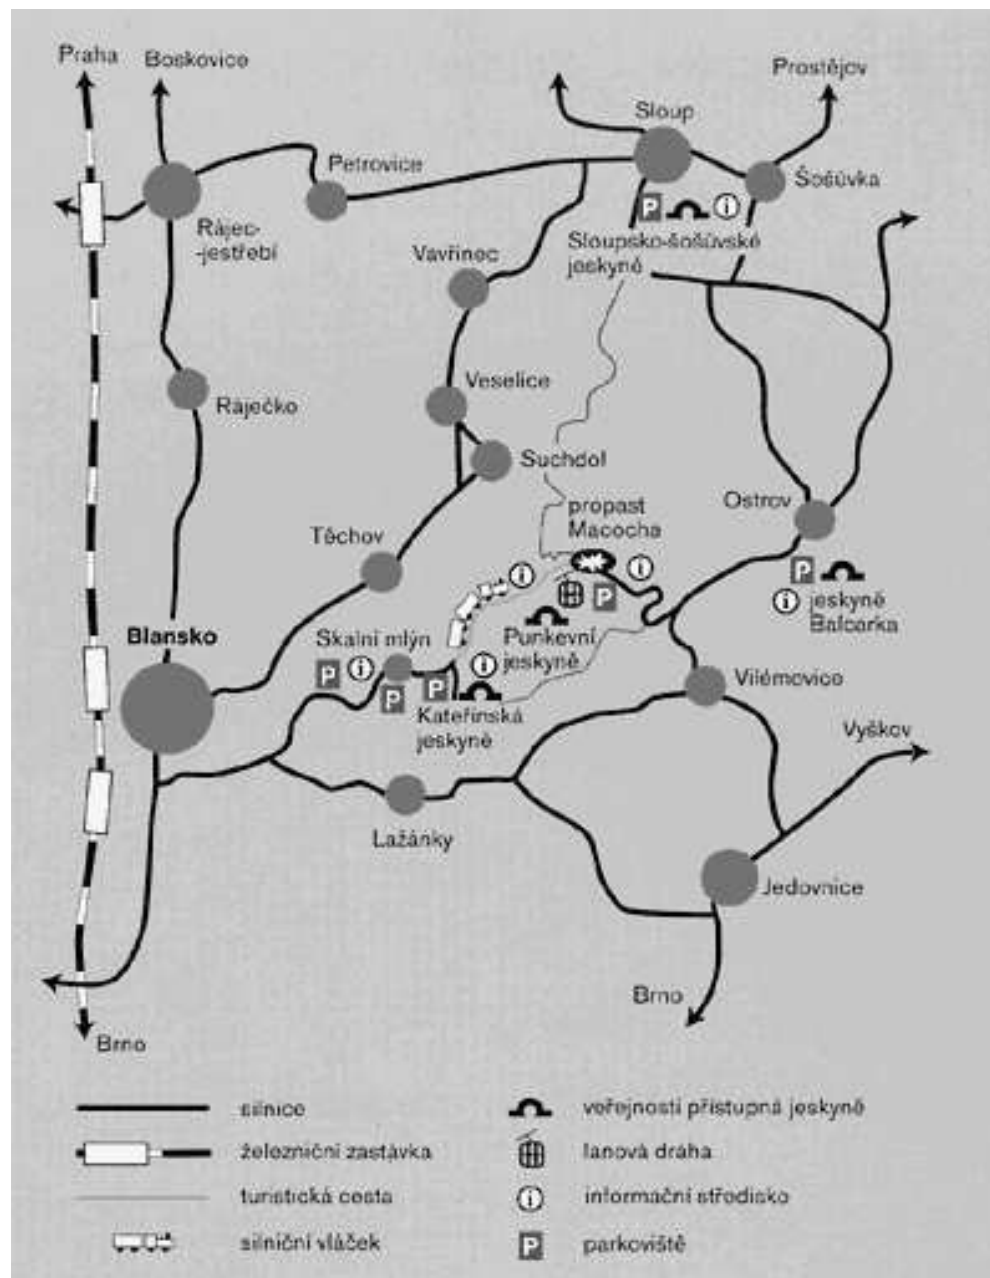 Praha
Boskovice
Prostějov
Sloup
Petrovice
Šošůvka
P i
Rájec-
-jestřebí
Sloupsko-šošůvské
jeskyně
Vavřinec
Veselice
Ráječko
Suchdol
Ostrov
propast
Macocha
Těchov
i
i
P
P
i
jeskyně
Balcarka
Blansko
Skalní mlýn
Punkevní
jeskyně
P i
i
P
P
Vilémovice
Kateřinská
jeskyně
Vyškov
Lažánky
Jedovnice
Brno
Brno
silnice
veřejnosti přístupná jeskyně
železniční zastávka
lanová dráha
turistická cesta
i informační středisko
silniční vláček
P parkoviště